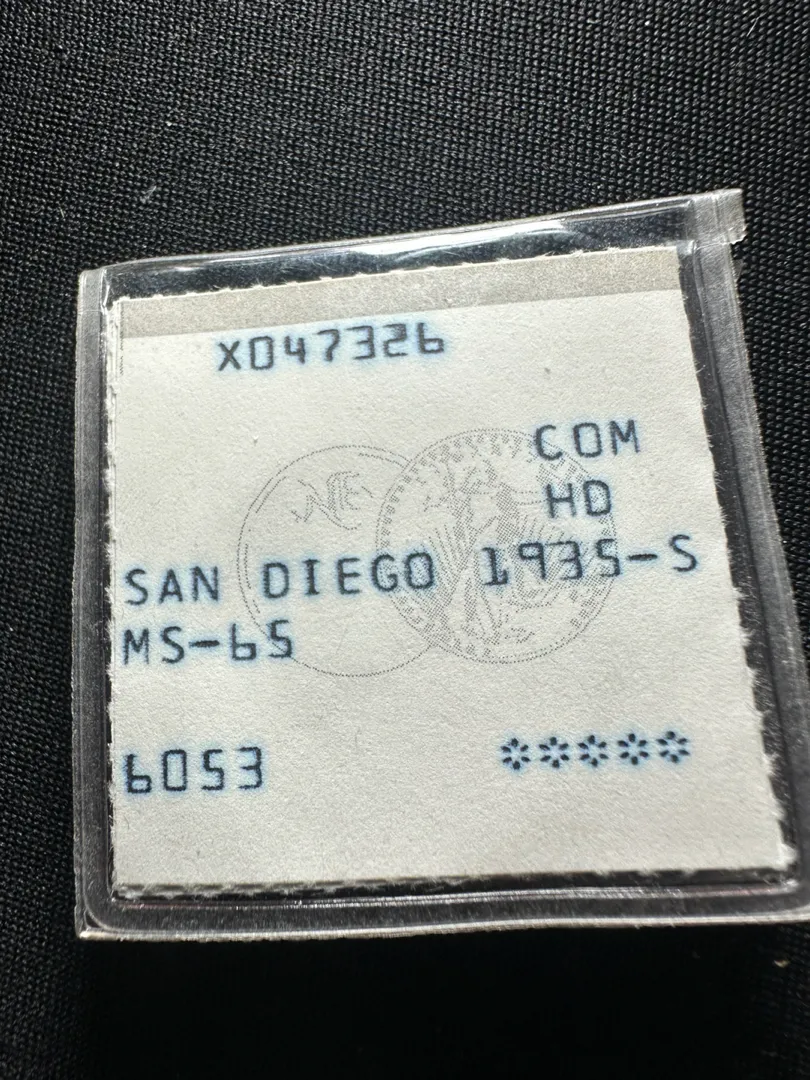 X047326
COM
HD
SAN DIEGO 1935-S
MS-65
6053 *****